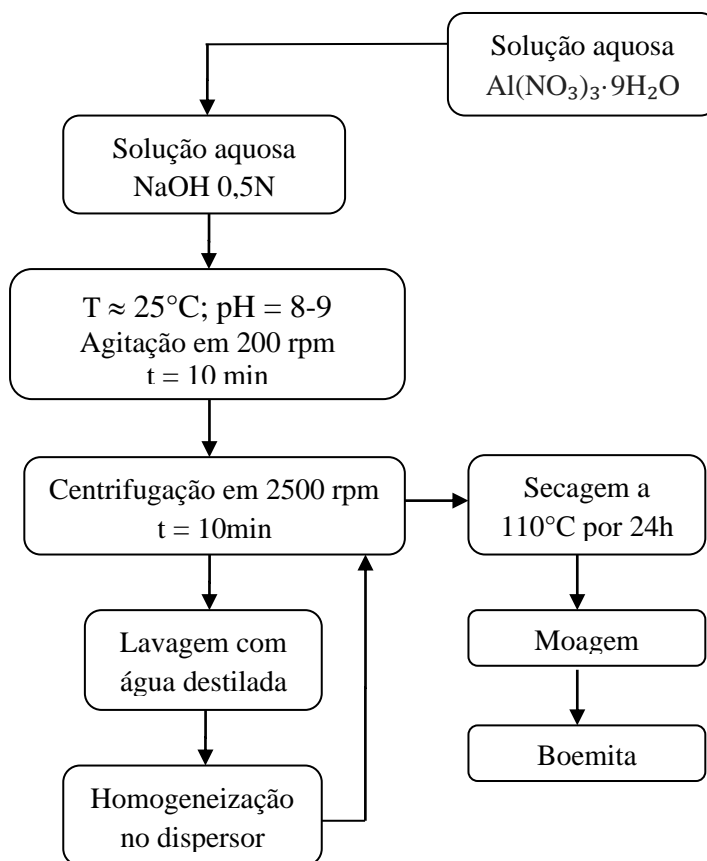 Solução aquosa
Al(NO₃)₃·9H₂O
Solução aquosa
NaOH 0,5N
T ≈ 25°C; pH = 8-9
Agitação em 200 rpm
t = 10 min
Centrifugação em 2500 rpm
t = 10min
Secagem a
110°C por 24h
Lavagem com
água destilada
Moagem
Homogeneização
no dispersor
Boemita